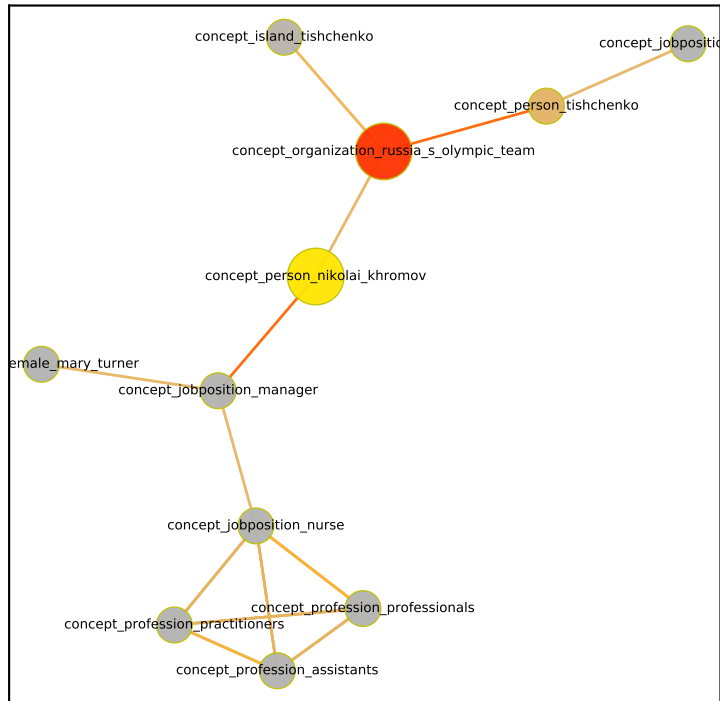 concept_island_tishchenko
concept_jobpositio
concept_person_tishchenko
concept_organization_russia_s_olympic_team
concept_person_nikolai_khromov
emale_mary_turner
concept_jobposition_manager
concept_jobposition_nurse
concept_profession_professionals
concept_profession_practitioners
concept_profession_assistants